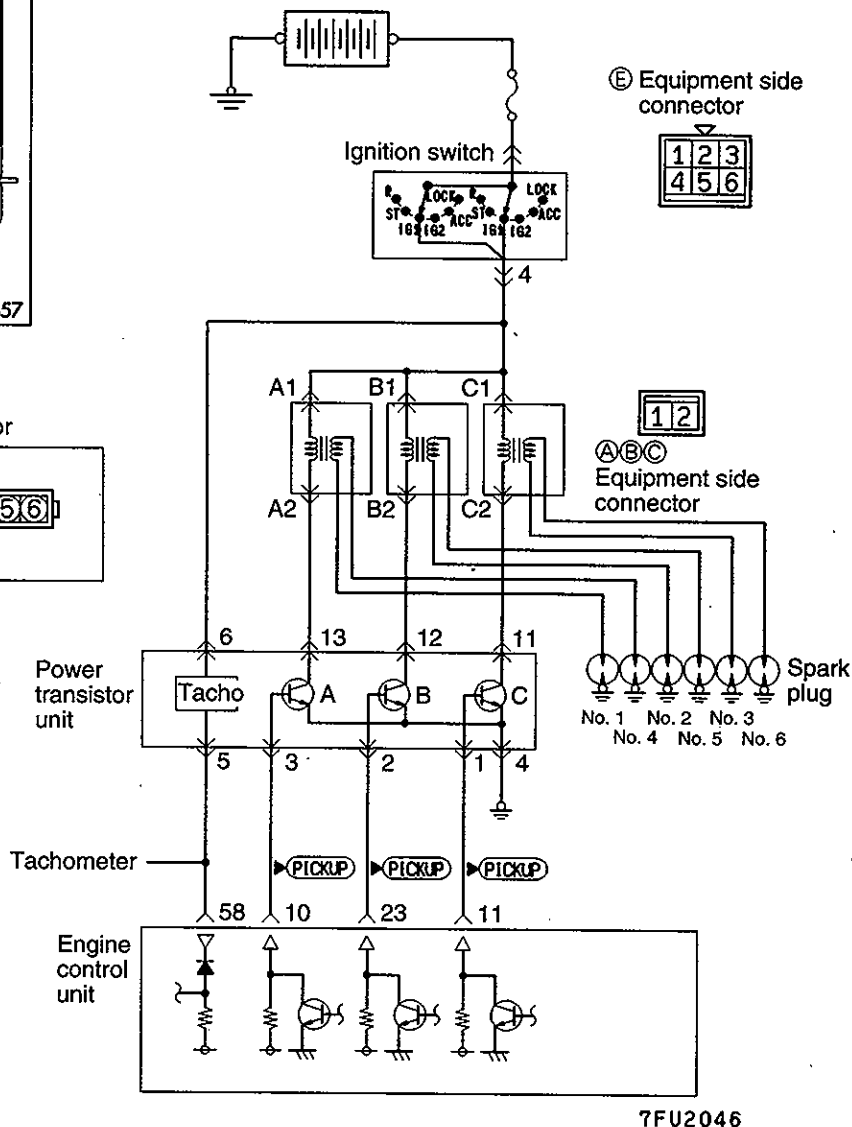 Ⓔ Equipment side
connector
1 2 3
4 5 6
Ignition switch
R LOCK R LOCK
ST ACC ST ACC
IG1 IG2 IG1 IG2
4
57
A1 B1 C1
1 2
or
ⒶⒷⒸ
Equipment side
connector
5 6
A2 B2 C2
6 13 12 11
Power
transistor
unit
Tacho A B C
Spark
plug
No. 1 No. 2 No. 3
No. 4 No. 5 No. 6
5 3 2 1 4
Tachometer
PICKUP PICKUP PICKUP
58 10 23 11
Engine
control
unit
7FU2046